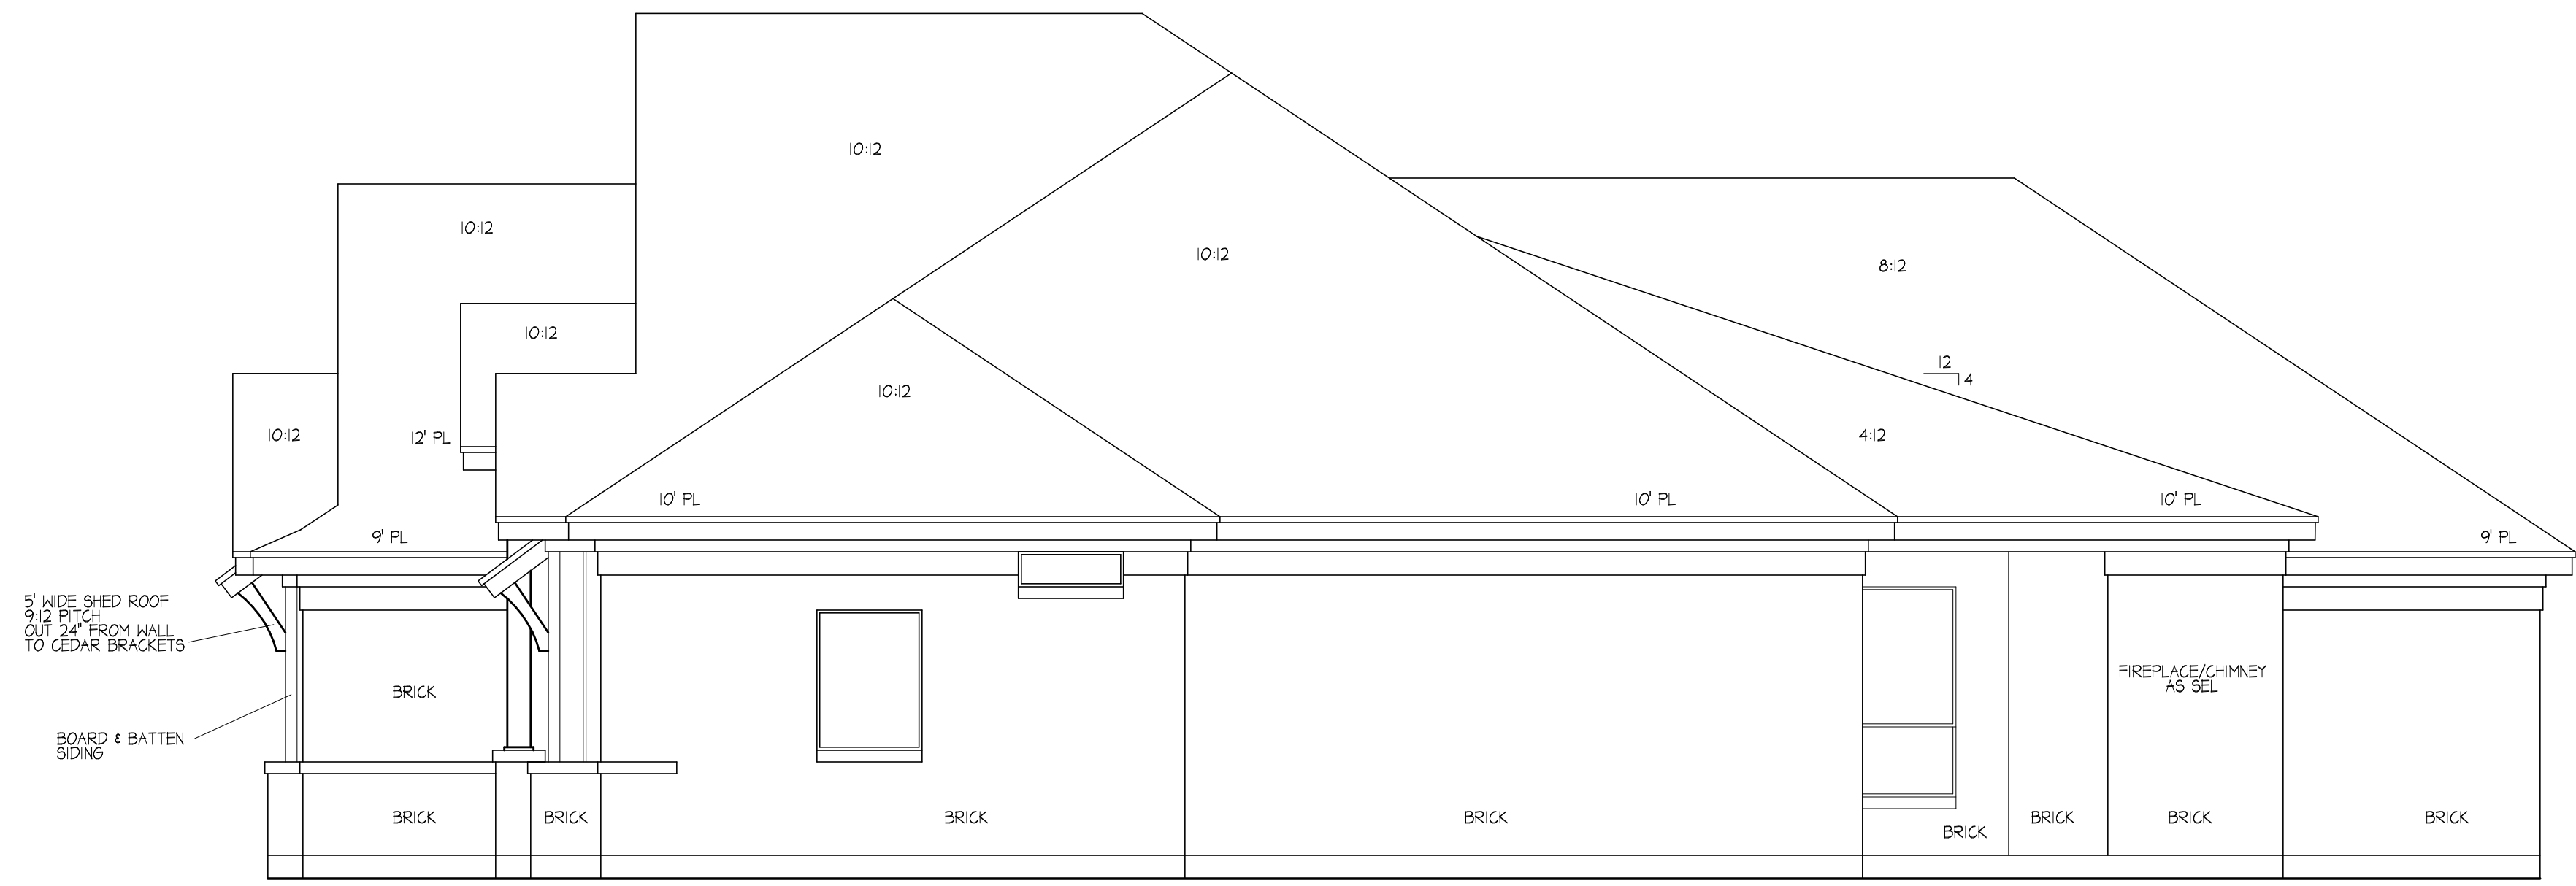 10:12
10:12
10:12
8:12
10:12
12
4
10:12
10:12
12' PL
4:12
10' PL
10' PL
10' PL
9' PL
9' PL
5' WIDE SHED ROOF
9:12 PITCH
OUT 24" FROM WALL
TO CEDAR BRACKETS
FIREPLACE/CHIMNEY
AS SEL
BRICK
BOARD & BATTEN
SIDING
BRICK
BRICK
BRICK
BRICK
BRICK
BRICK
BRICK
BRICK